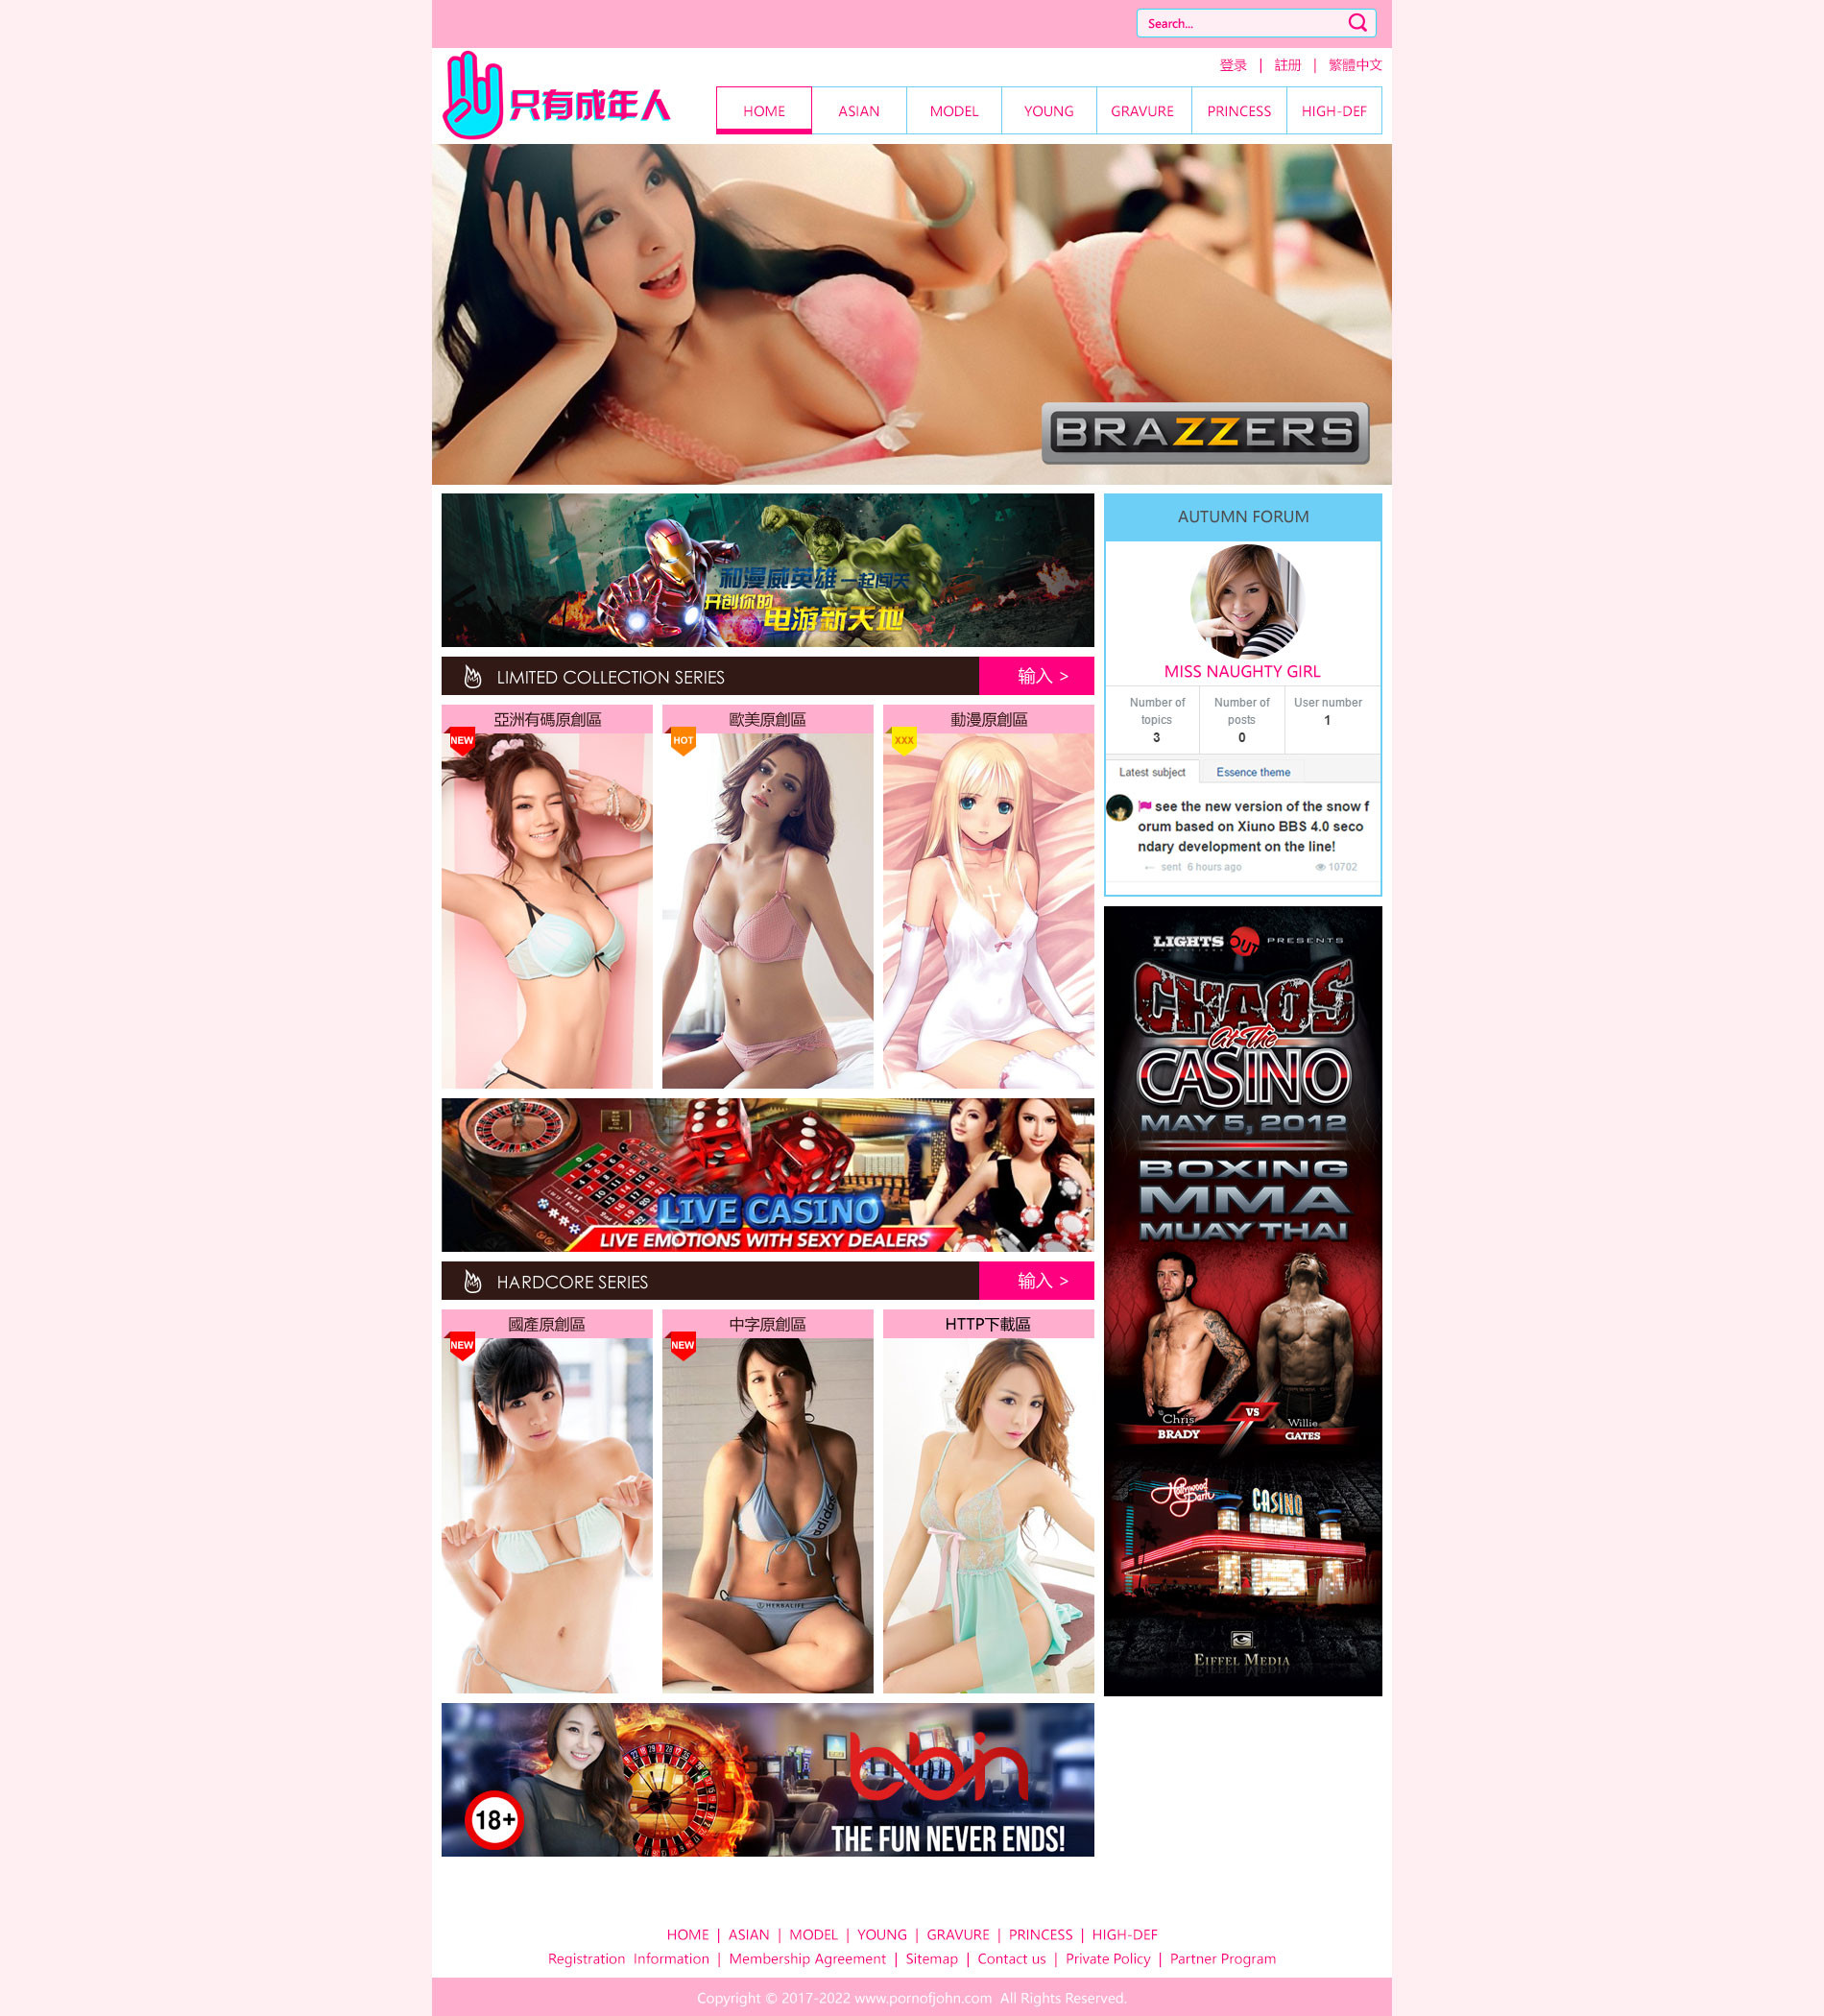 Search...
登录 | 註册 | 繁體中文
只有成年人
HOME ASIAN MODEL YOUNG GRAVURE PRINCESS HIGH-DEF
BRAZZERS
和漫威英雄一起闯天
开创你的
电游新天地
AUTUMN FORUM
MISS NAUGHTY GIRL
Number of topics
3
Number of posts
0
User number
1
Latest subject Essence theme
see the new version of the snow f
orum based on Xiuno BBS 4.0 seco
ndary development on the line!
← sent 6 hours ago 10702
LIMITED COLLECTION SERIES 输入 >
亞洲有碼原創區 歐美原創區 動漫原創區
NEW HOT XXX
LIGHTS OUT PRESENTS
CHAOS
At The
CASINO
MAY 5, 2012
BOXING
MMA
MUAY THAI
Chris
BRADY
VS
Willie
GATES
Hollywood
Park
CASINO
EIFFEL MEDIA
LIVE CASINO
LIVE EMOTIONS WITH SEXY DEALERS
HARDCORE SERIES 输入 >
國產原創區 中字原創區 HTTP下載區
NEW NEW
adidas
HERBALIFE
bbin
18+
THE FUN NEVER ENDS!
HOME | ASIAN | MODEL | YOUNG | GRAVURE | PRINCESS | HIGH-DEF
Registration Information | Membership Agreement | Sitemap | Contact us | Private Policy | Partner Program
Copyright © 2017-2022 www.pornofjohn.com All Rights Reserved.